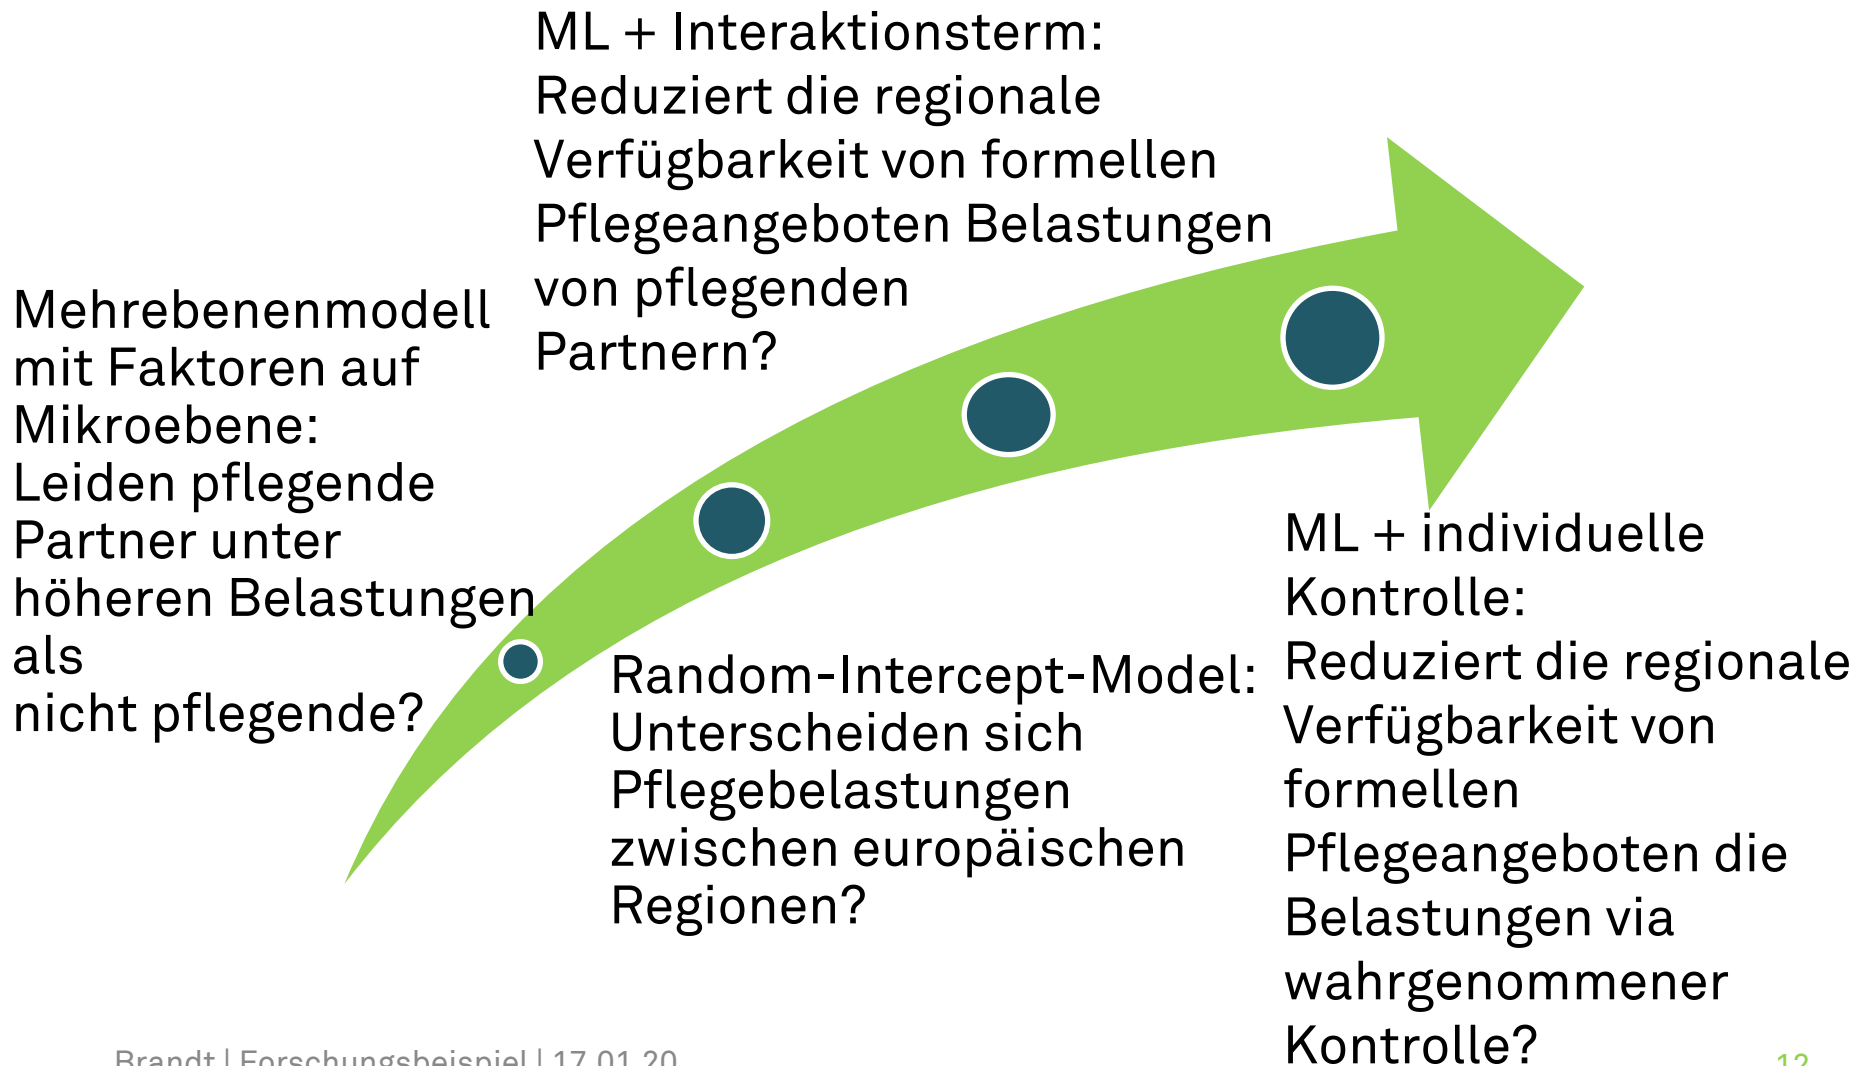 Mehrebenenmodell
mit Faktoren auf
Mikroebene:
Leiden pflegende
Partner unter
höheren Belastungen
als
nicht pflegende?
Random-Intercept-Model:
Unterscheiden sich
Pflegebelastungen
zwischen europäischen
Regionen?
ML + Interaktionsterm:
Reduziert die regionale
Verfügbarkeit von formellen
Pflegeangeboten Belastungen
von pflegenden
Partnern?
ML + individuelle
Kontrolle:
Reduziert die regionale
Verfügbarkeit von
formellen
Pflegeangeboten die
Belastungen via
wahrgenommener
Kontrolle?
Brandt | Forschungsbeispiel | 17.01.20
12